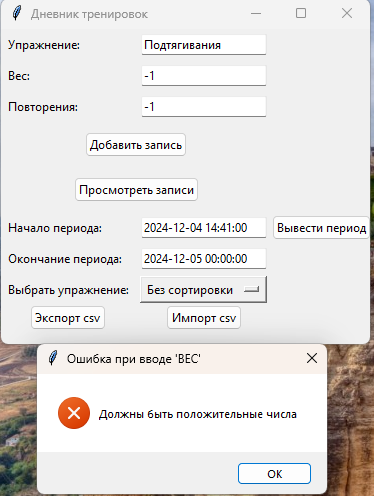 Дневник тренировок
Упражнение: Подтягивания
Вес: -1
Повторения: -1
Добавить запись
Просмотреть записи
Начало периода: 2024-12-04 14:41:00 Вывести период
Окончание периода: 2024-12-05 00:00:00
Выбрать упражнение: Без сортировки
Экспорт csv Импорт csv
Ошибка при вводе 'ВЕС'
Должны быть положительные числа
ОК